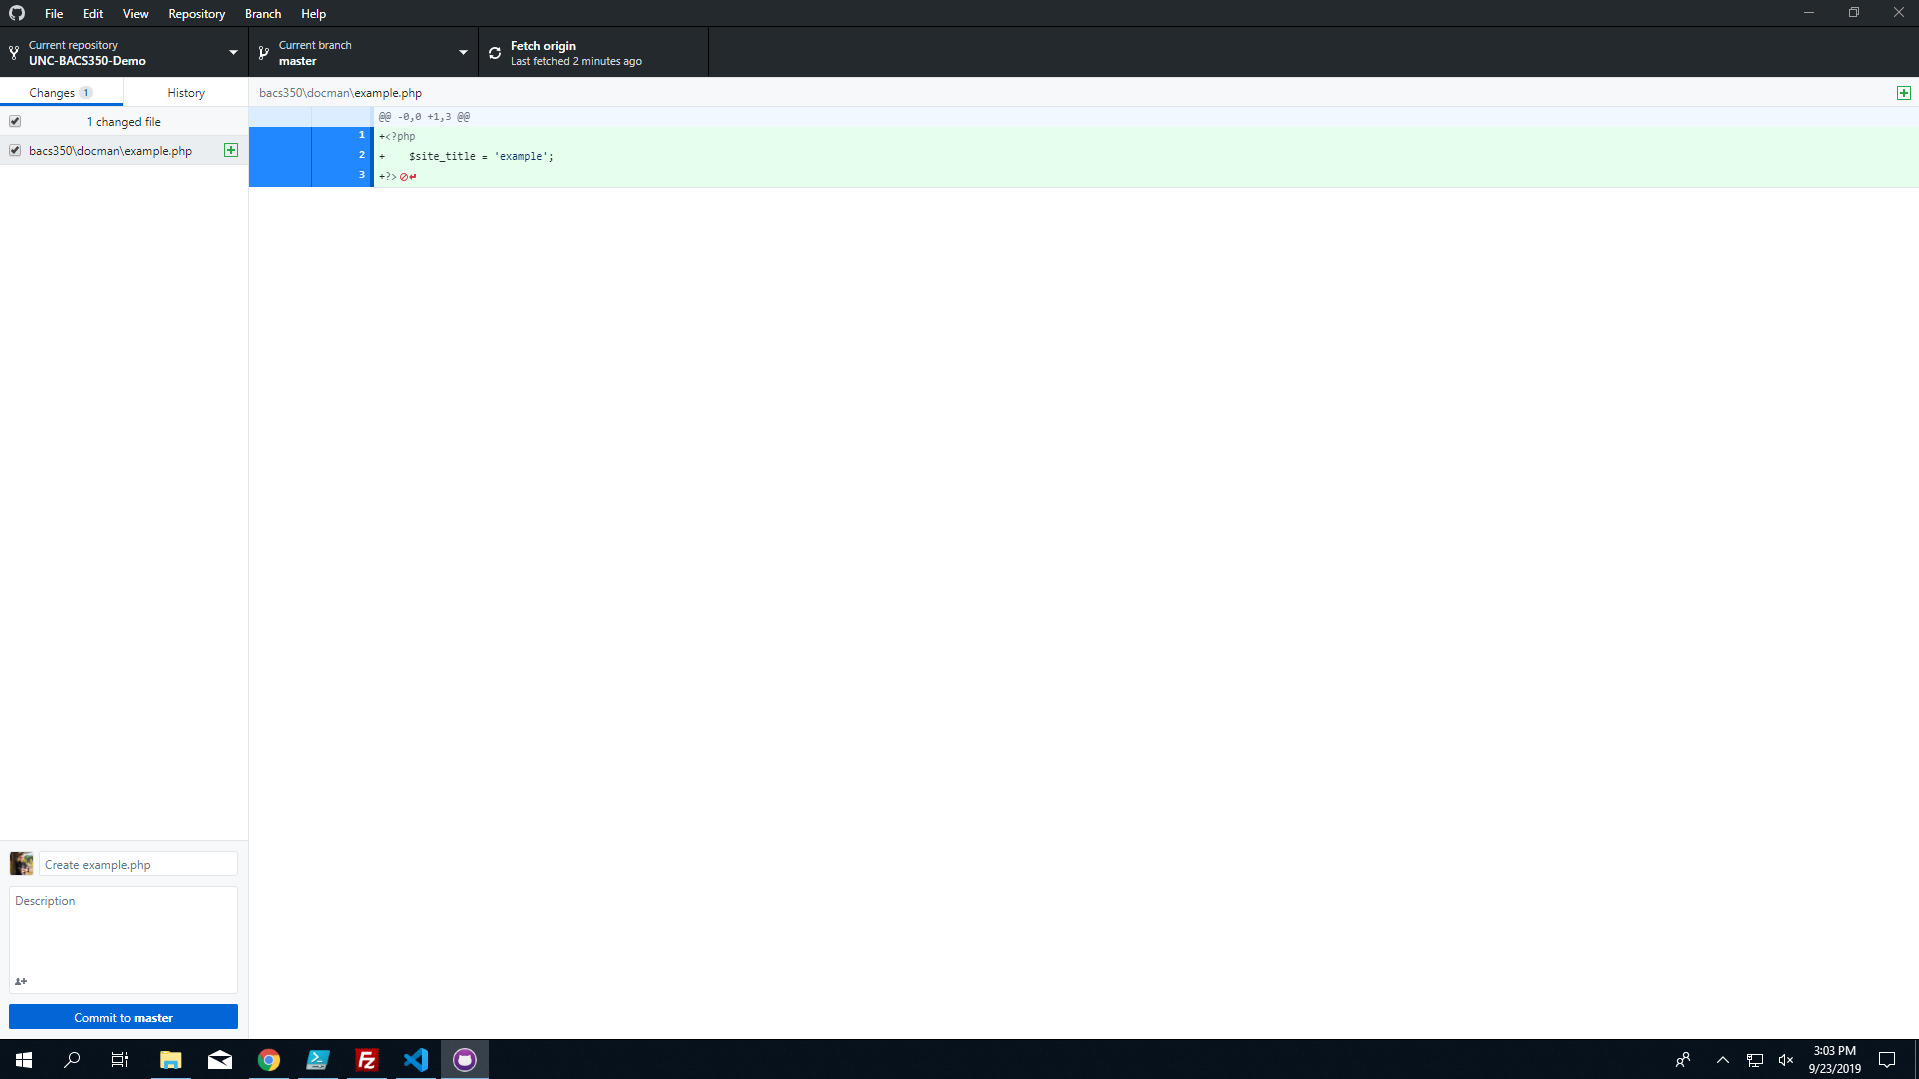 File Edit View Repository Branch Help
Current repository
UNC-BACS350-Demo
Current branch
master
Fetch origin
Last fetched 2 minutes ago
Changes 1
History
bacs350\docman\example.php
1 changed file
bacs350\docman\example.php
@@ -0,0 +1,3 @@
1 +<?php
2 + $site_title = 'example';
3 +?>
Create example.php
Description
Commit to master
3:03 PM
9/23/2019